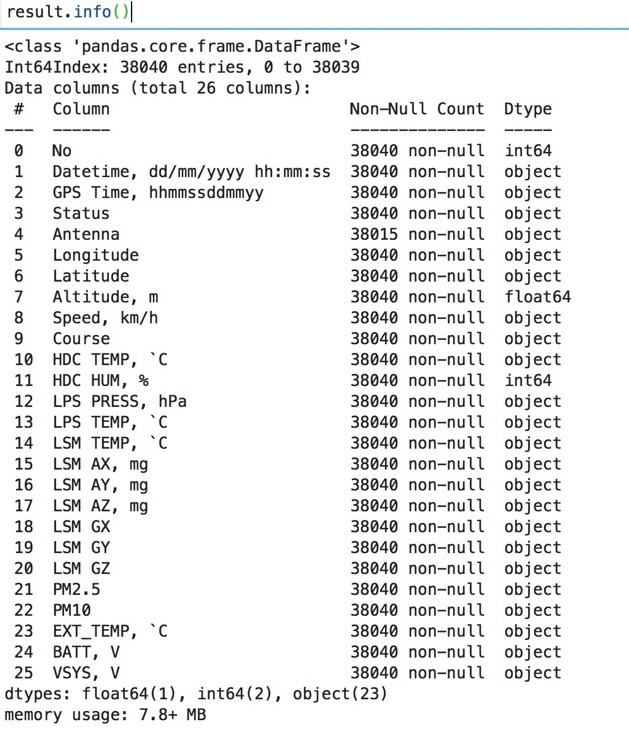 result.info()
<class 'pandas.core.frame.DataFrame'>
Int64Index: 38040 entries, 0 to 38039
Data columns (total 26 columns):
 #   Column                         Non-Null Count  Dtype
---  ------                         --------------  -----
 0   No                             38040 non-null  int64
 1   Datetime, dd/mm/yyyy hh:mm:ss  38040 non-null  object
 2   GPS Time, hhmmssddmmyy         38040 non-null  object
 3   Status                         38040 non-null  object
 4   Antenna                        38015 non-null  object
 5   Longitude                      38040 non-null  object
 6   Latitude                       38040 non-null  object
 7   Altitude, m                    38040 non-null  float64
 8   Speed, km/h                    38040 non-null  object
 9   Course                         38040 non-null  object
 10  HDC TEMP, `C                   38040 non-null  object
 11  HDC HUM, %                     38040 non-null  int64
 12  LPS PRESS, hPa                 38040 non-null  object
 13  LPS TEMP, `C                   38040 non-null  object
 14  LSM TEMP, `C                   38040 non-null  object
 15  LSM AX, mg                     38040 non-null  object
 16  LSM AY, mg                     38040 non-null  object
 17  LSM AZ, mg                     38040 non-null  object
 18  LSM GX                         38040 non-null  object
 19  LSM GY                         38040 non-null  object
 20  LSM GZ                         38040 non-null  object
 21  PM2.5                          38040 non-null  object
 22  PM10                           38040 non-null  object
 23  EXT_TEMP, `C                   38040 non-null  object
 24  BATT, V                        38040 non-null  object
 25  VSYS, V                        38040 non-null  object
dtypes: float64(1), int64(2), object(23)
memory usage: 7.8+ MB